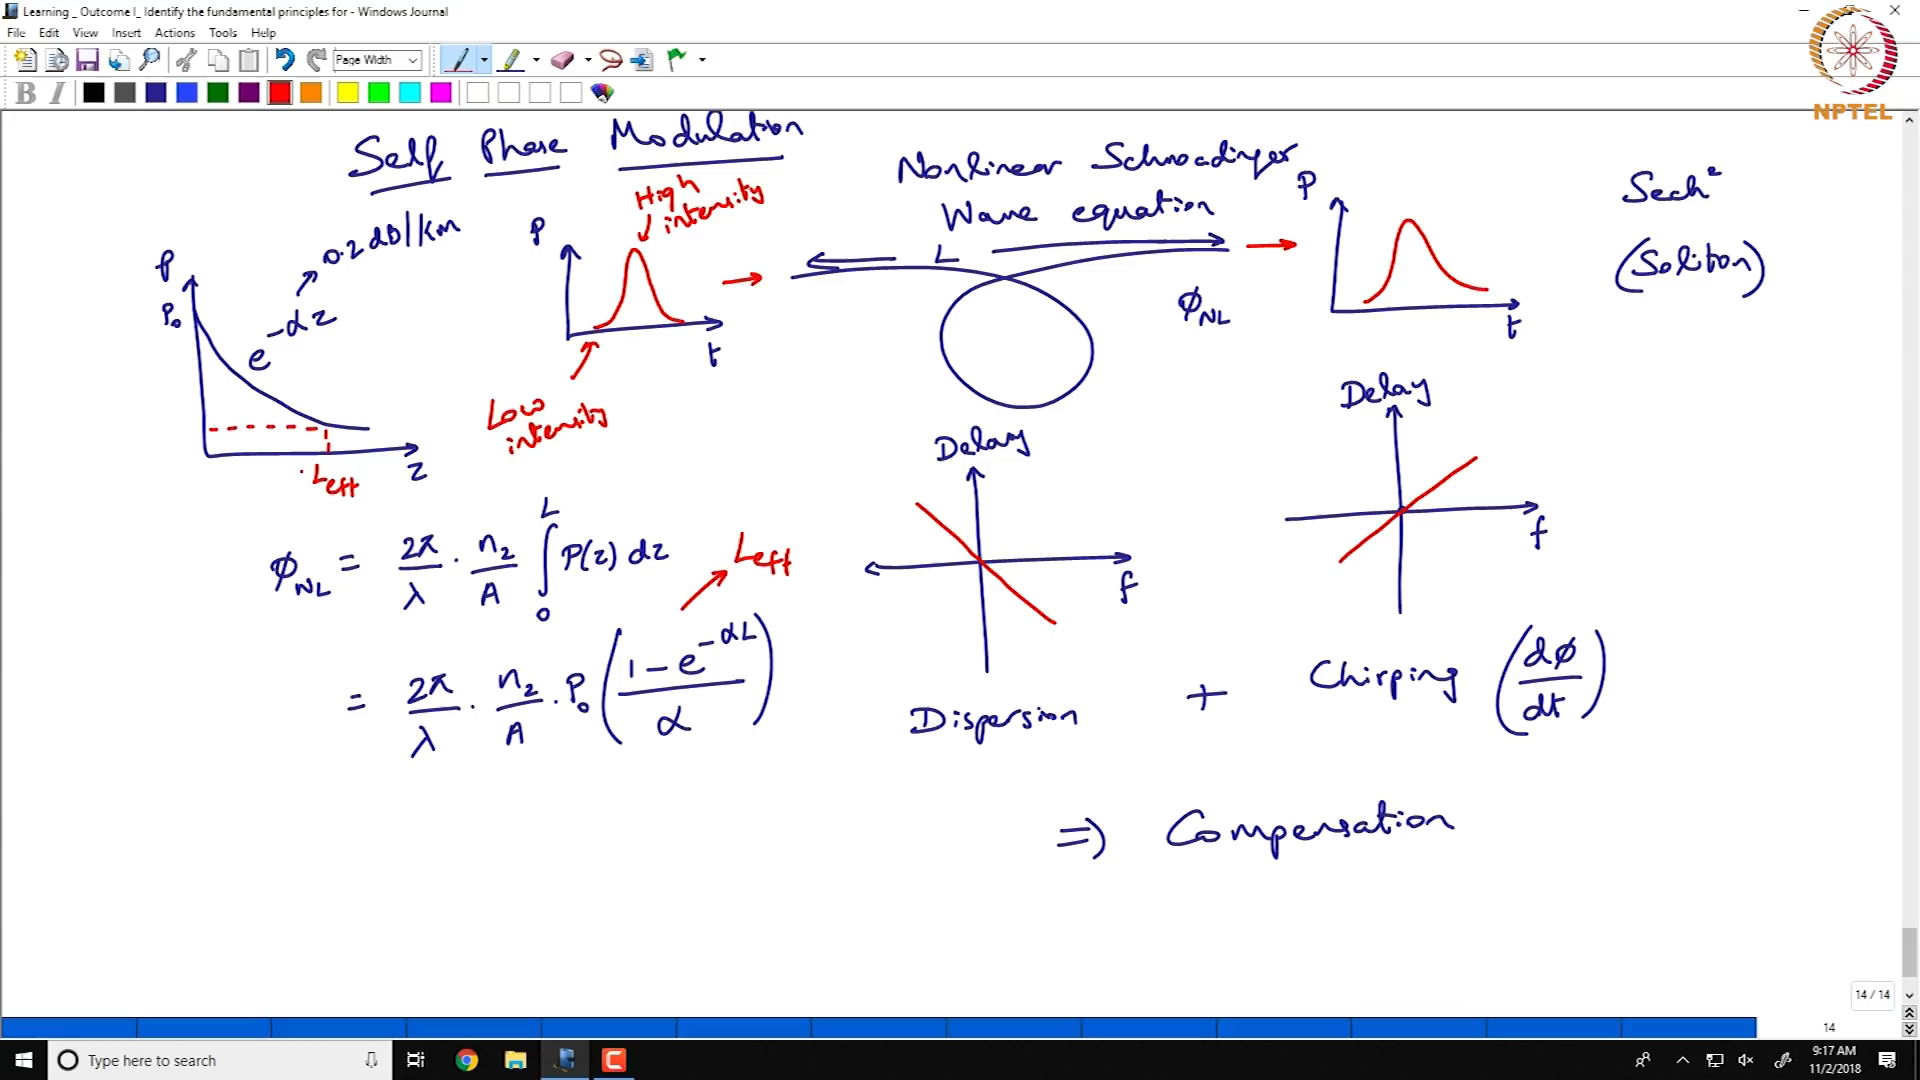 Learning _ Outcome I_ Identify the fundamental principles for - Windows Journal
File Edit View Insert Actions Tools Help
Page Width
B I
NPTEL
Self Phase Modulation
Nonlinear Schroedinger
Wave equation
Sech²
(Soliton)
High
intensity
0.2 dB/km
P
P₀
e^-αz
z
Leff
P
t
Low
intensity
L
φ_NL
P
t
Delay
f
Delay
f
φ_NL = 2π/λ · n₂/A ∫₀^L P(z) dz
Leff
= 2π/λ · n₂/A · P₀ ((1 - e^-αL)/α)
Dispersion + Chirping (dφ/dt)
=> Compensation
14 / 14
14
Type here to search
9:17 AM
11/2/2018